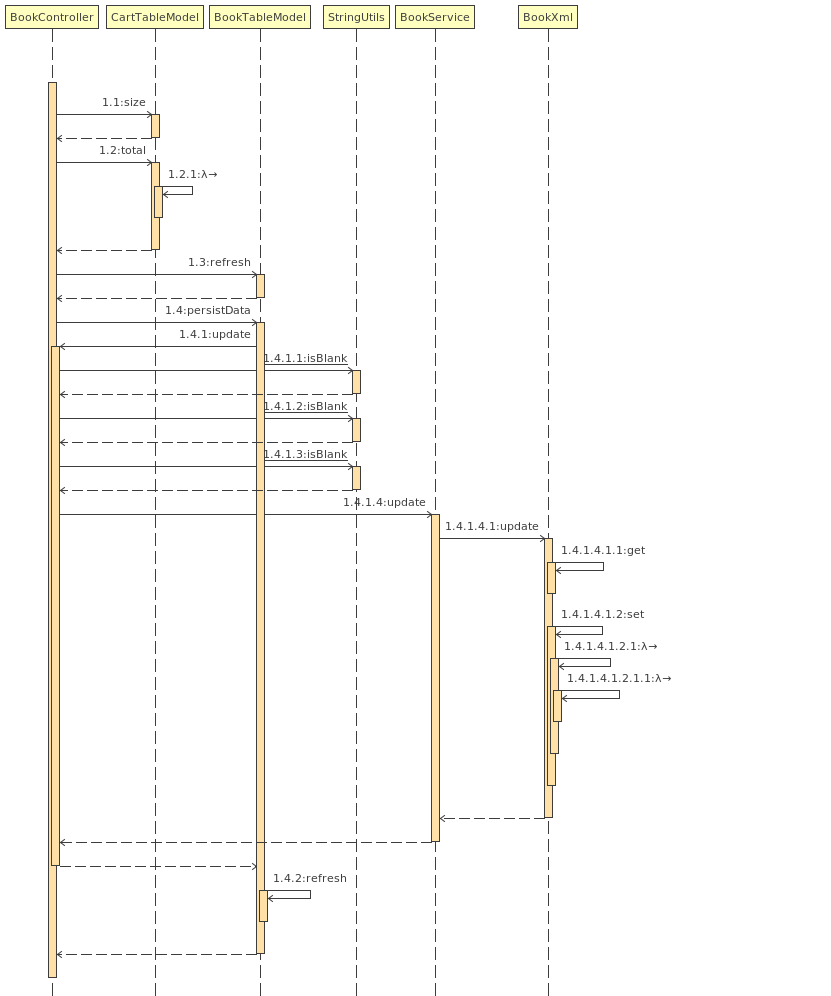 BookController
CartTableModel
BookTableModel
StringUtils
BookService
BookXml
1.1:size
1.2:total
1.2.1:λ→
1.3:refresh
1.4:persistData
1.4.1:update
1.4.1.1:isBlank
1.4.1.2:isBlank
1.4.1.3:isBlank
1.4.1.4:update
1.4.1.4.1:update
1.4.1.4.1.1:get
1.4.1.4.1.2:set
1.4.1.4.1.2.1:λ→
1.4.1.4.1.2.1.1:λ→
1.4.2:refresh